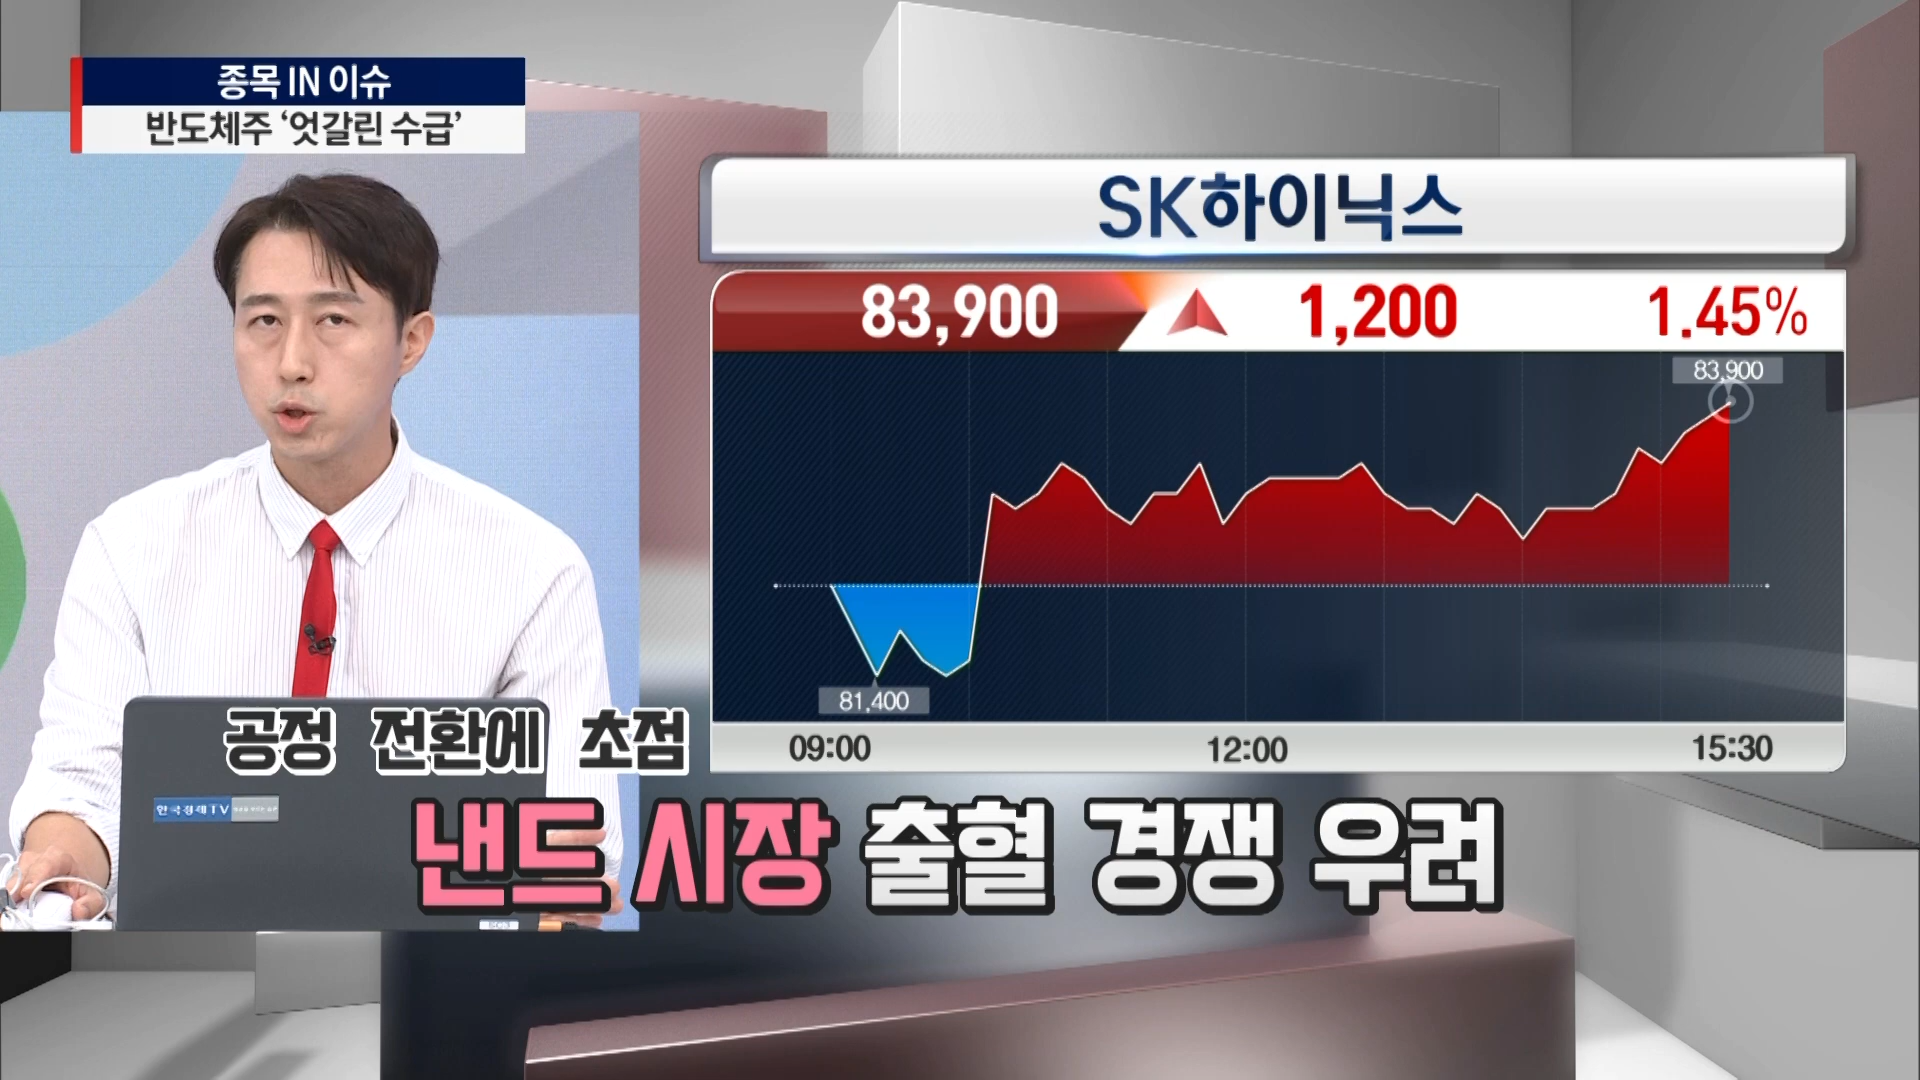 종목 IN 이슈
반도체주 ‘엇갈린 수급’
SK하이닉스
83,900 1,200 1.45%
83,900
81,400
09:00 12:00 15:30
공정 전환에 초점
한국경제TV
낸드 시장 출혈 경쟁 우려